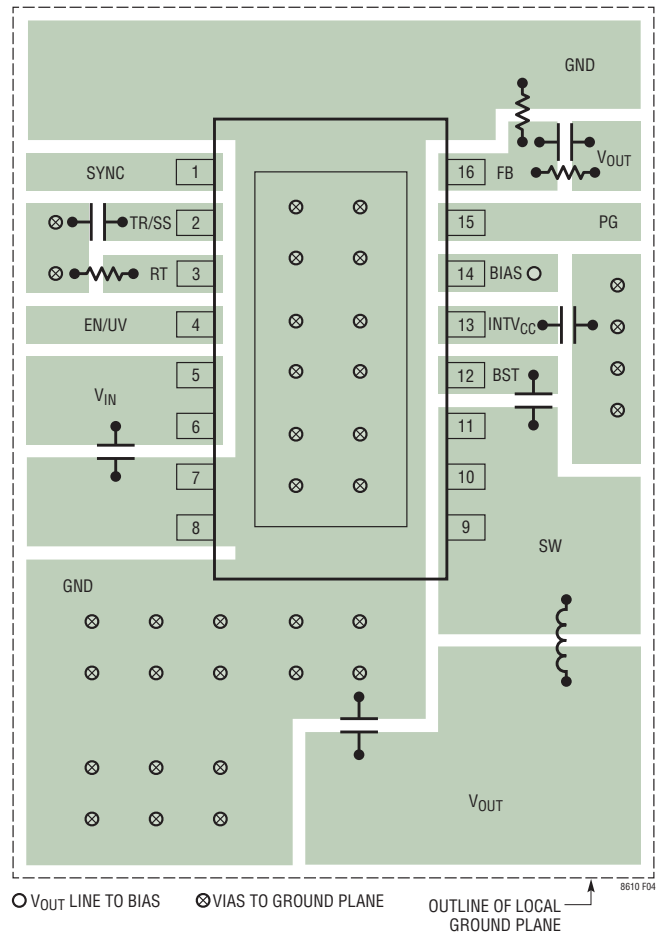 GND
SYNC 1 16 FB VOUT
TR/SS 2 15 PG
RT 3 14 BIAS
EN/UV 4 13 INTVCC
5 12 BST
VIN
6 11
7 10
8 9
SW
GND
VOUT
8610 F04
VOUT LINE TO BIAS VIAS TO GROUND PLANE OUTLINE OF LOCAL
GROUND PLANE